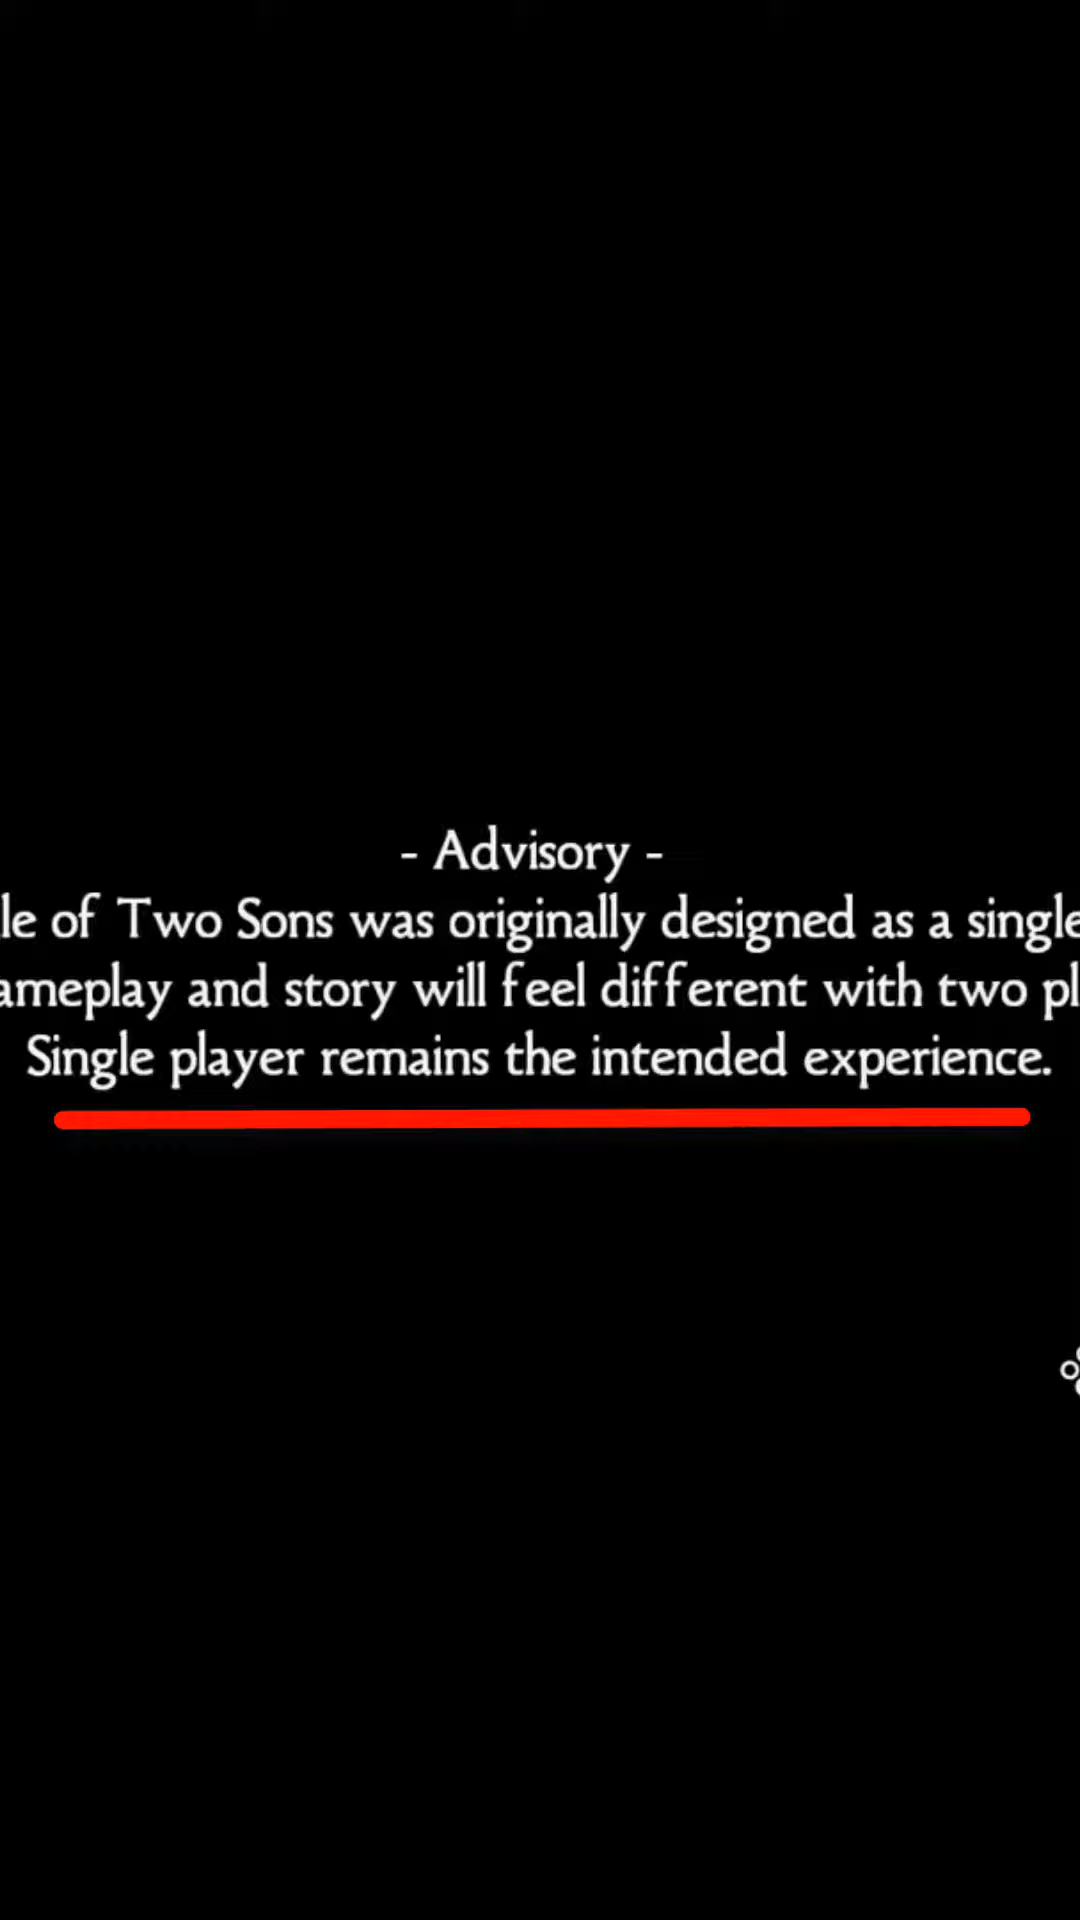 - Advisory -
le of Two Sons was originally designed as a single
ameplay and story will feel different with two pl
Single player remains the intended experience.